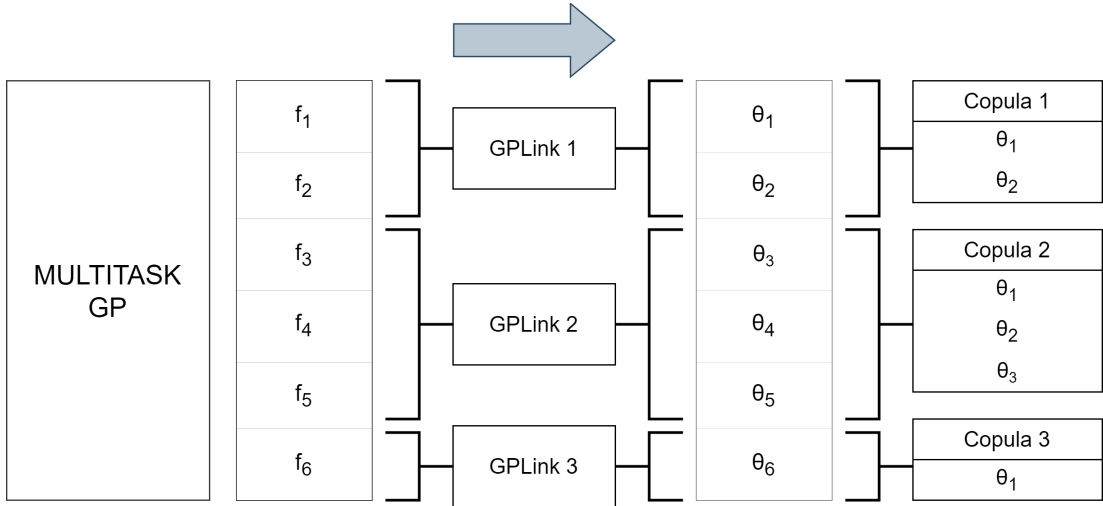 MULTITASK
GP
f₁
f₂
f₃
f₄
f₅
f₆
GPLink 1
GPLink 2
GPLink 3
θ₁
θ₂
θ₃
θ₄
θ₅
θ₆
Copula 1
θ₁
θ₂
Copula 2
θ₁
θ₂
θ₃
Copula 3
θ₁